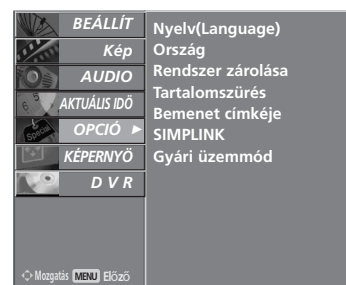 BEÁLLÍT
Kép
AUDIO
AKTUÁLIS IDŐ
OPCIÓ ►
KÉPERNYÖ
D V R
Nyelv(Language)
Ország
Rendszer zárolása
Tartalomszűrés
Bemenet címkéje
SIMPLINK
Gyári üzemmód
Mozgatás MENU Előző